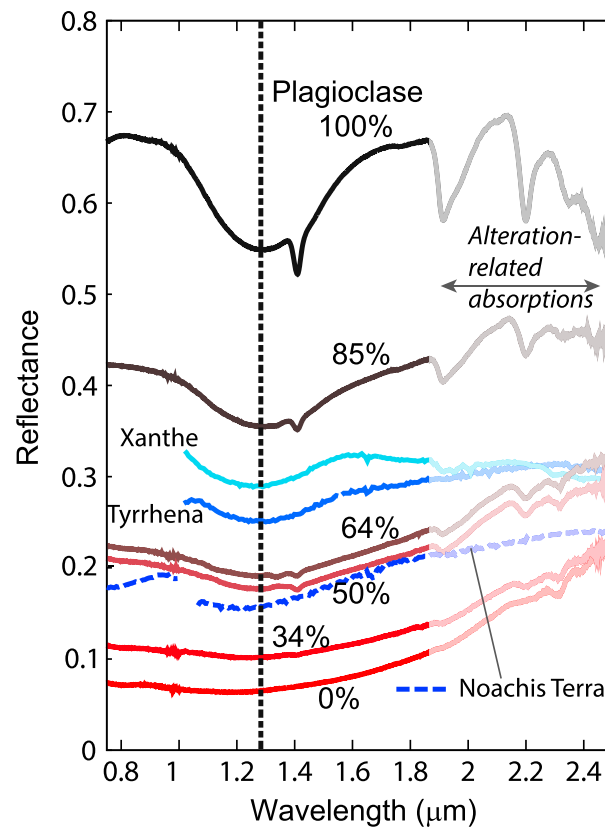 0.8
0.7
0.6
0.5
0.4
0.3
0.2
0.1
0
Reflectance
Plagioclase
100%
Alteration-
related
absorptions
85%
Xanthe
Tyrrhena
64%
50%
34%
0%
Noachis Terra
0.8 1 1.2 1.4 1.6 1.8 2 2.2 2.4
Wavelength (μm)